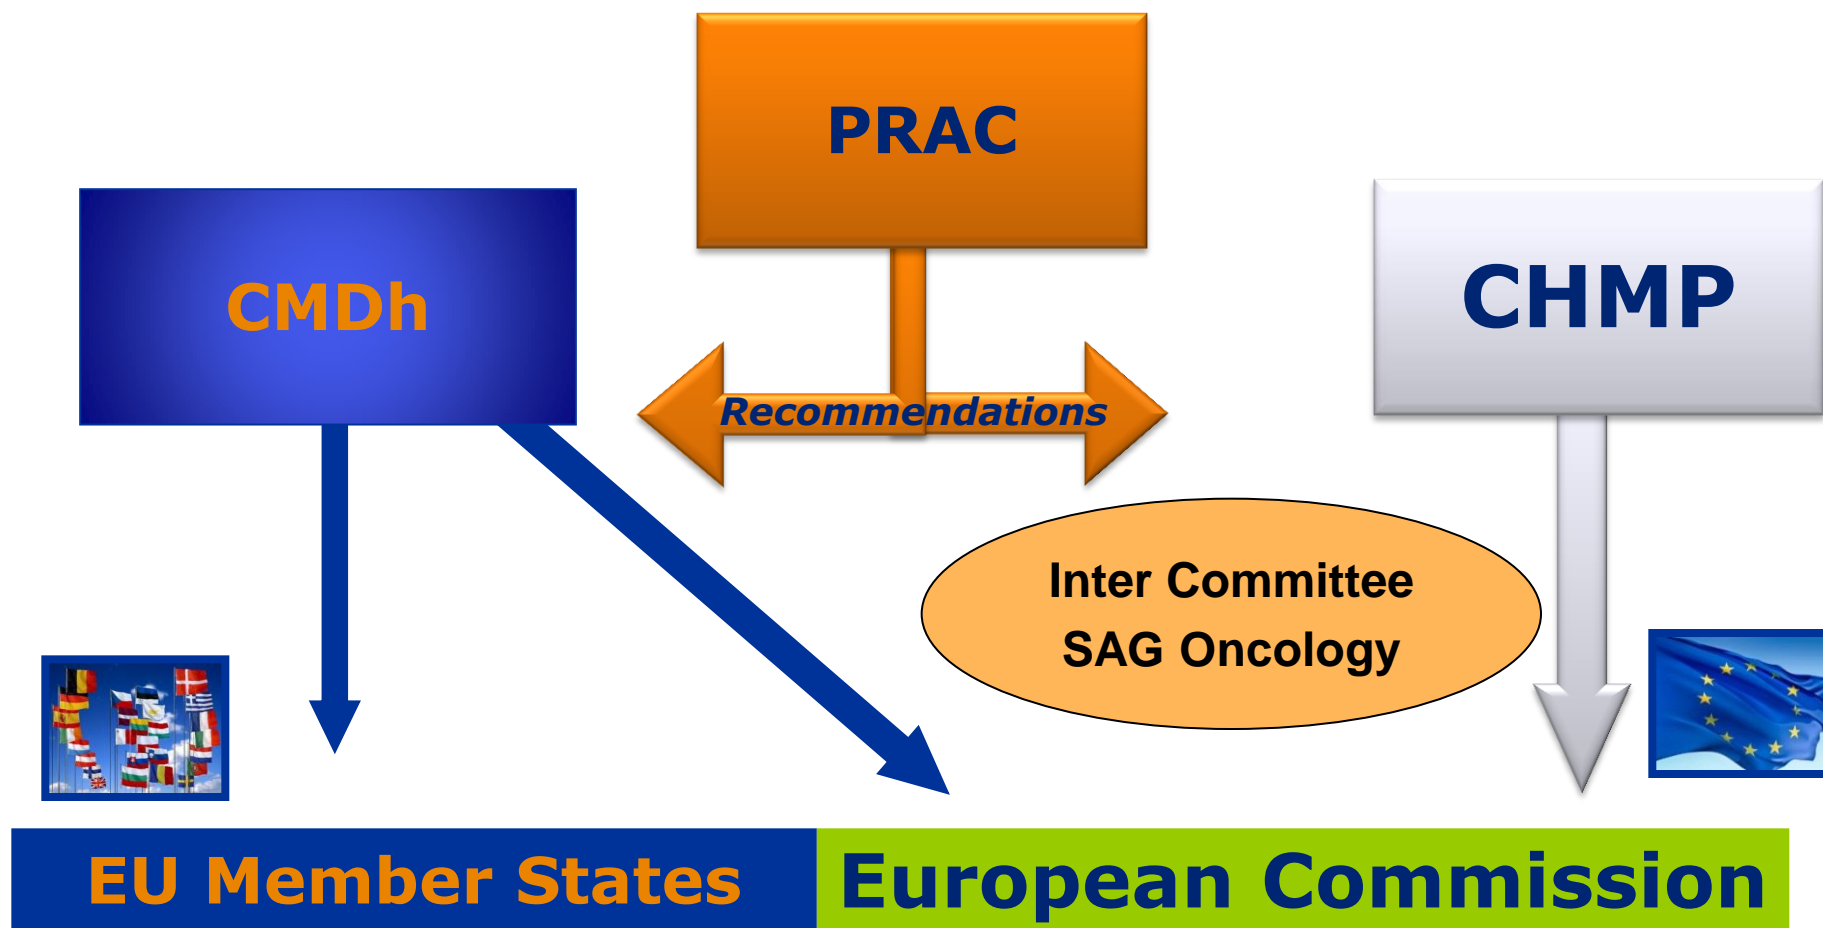 PRAC
CMDh
CHMP
Recommendations
Inter Committee
SAG Oncology
EU Member States
European Commission